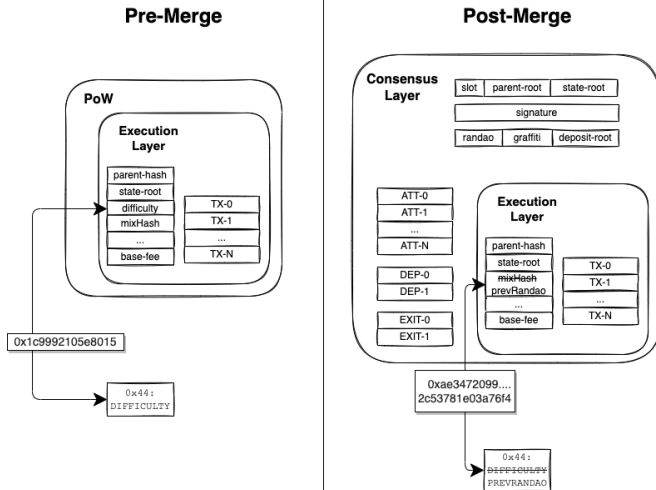 Pre-Merge
PoW
Execution
Layer
parent-hash
state-root
difficulty
mixHash
...
base-fee
TX-0
TX-1
...
TX-N
0x1c9992105e8015
0x44:
DIFFICULTY
Post-Merge
Consensus
Layer
slot parent-root state-root
signature
randao graffiti deposit-root
ATT-0
ATT-1
...
ATT-N
DEP-0
DEP-1
EXIT-0
EXIT-1
Execution
Layer
parent-hash
state-root
mixHash
prevRandao
...
base-fee
TX-0
TX-1
...
TX-N
0xae3472099....
2c53781e03a76f4
0x44:
DIFFICULTY
PREVRANDAO